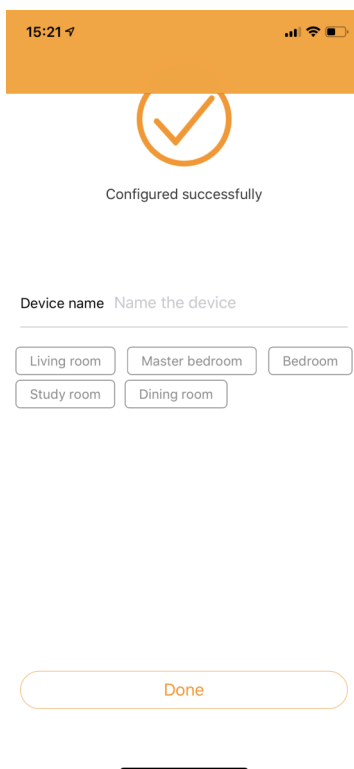 15:21
Configured successfully
Device name Name the device
Living room Master bedroom Bedroom
Study room Dining room
Done